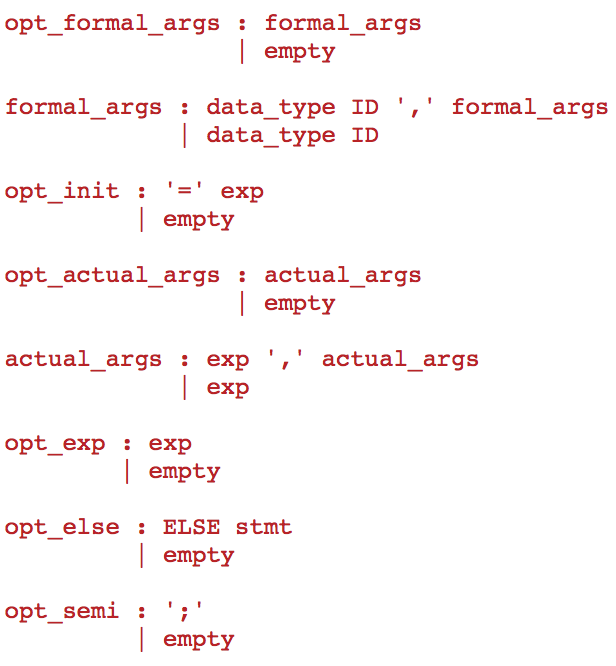 opt_formal_args : formal_args
| empty
formal_args : data_type ID ',' formal_args
| data_type ID
opt_init : '=' exp
| empty
opt_actual_args : actual_args
| empty
actual_args : exp ',' actual_args
| exp
opt_exp : exp
| empty
opt_else : ELSE stmt
| empty
opt_semi : ';'
| empty